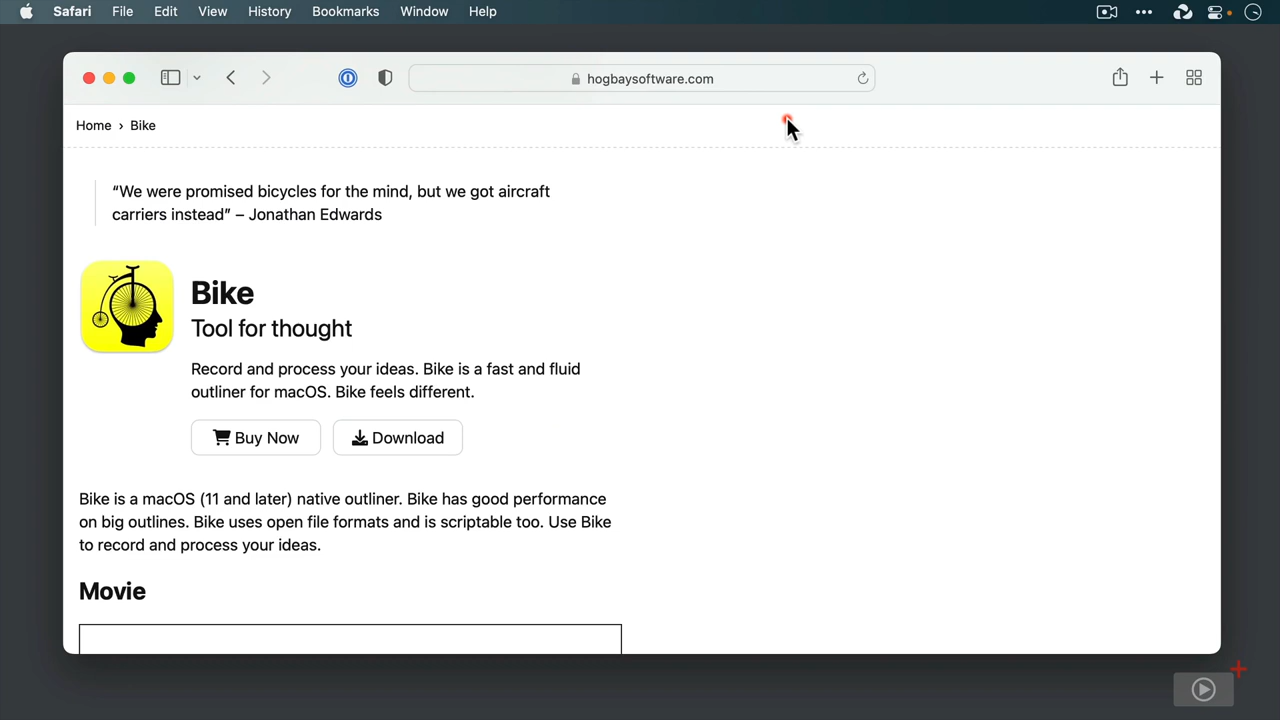 Safari File Edit View History Bookmarks Window Help
hogbaysoftware.com
Home › Bike
“We were promised bicycles for the mind, but we got aircraft
carriers instead” – Jonathan Edwards
Bike
Tool for thought
Record and process your ideas. Bike is a fast and fluid
outliner for macOS. Bike feels different.
Buy Now Download
Bike is a macOS (11 and later) native outliner. Bike has good performance
on big outlines. Bike uses open file formats and is scriptable too. Use Bike
to record and process your ideas.
Movie